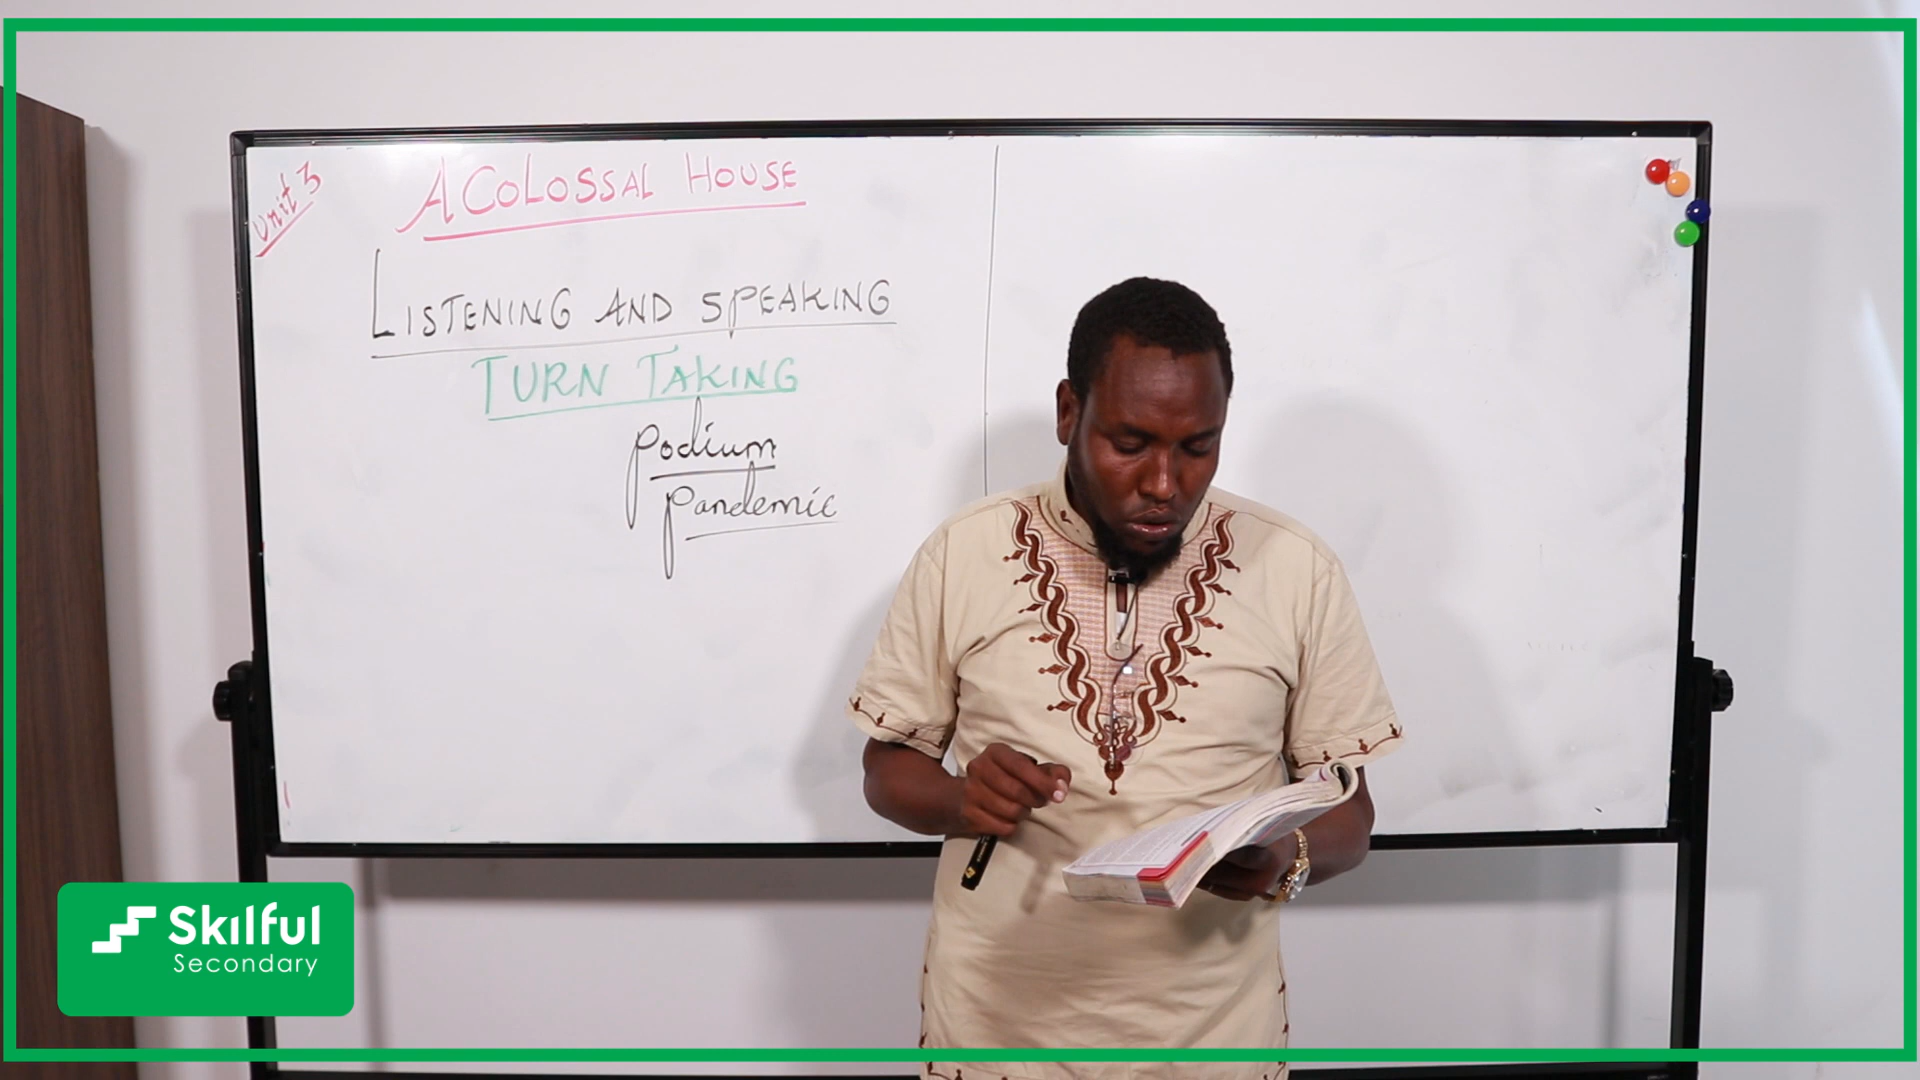 Unit 3
A COLOSSAL HOUSE
LISTENING AND SPEAKING
TURN TAKING
podium
pandemic
Skilful
Secondary